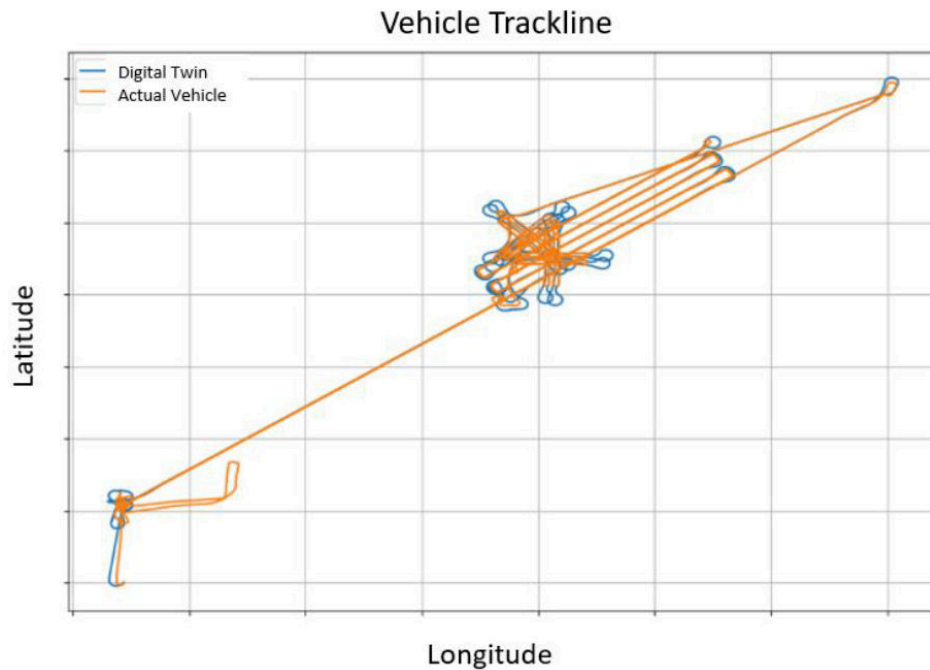 Vehicle Trackline
Digital Twin
Actual Vehicle
Latitude
Longitude